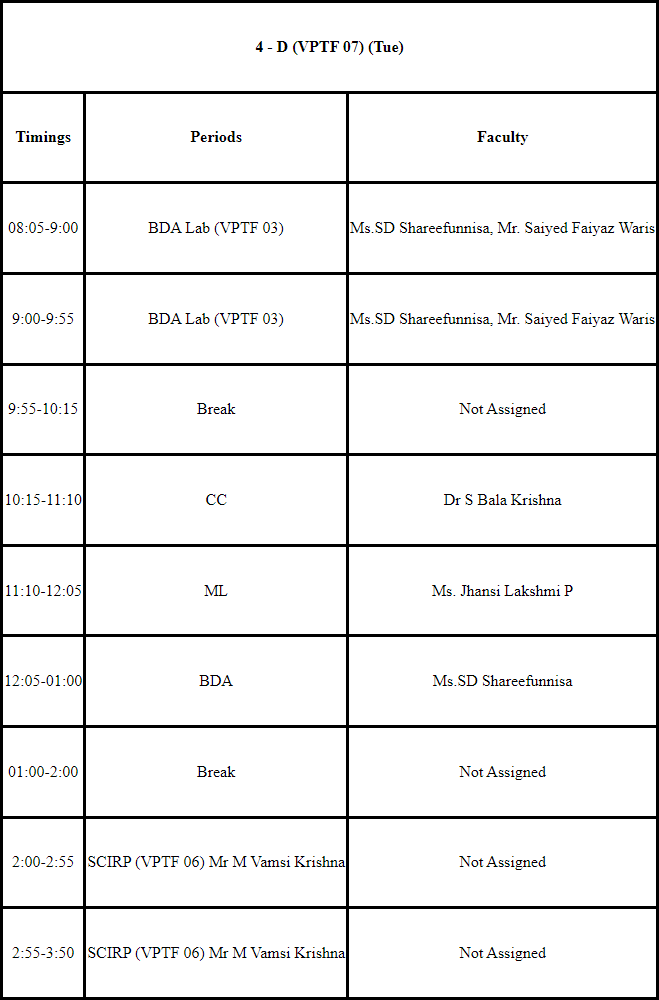 4 - D (VPTF 07) (Tue)
Timings Periods Faculty
08:05-9:00 BDA Lab (VPTF 03) Ms.SD Shareefunnisa, Mr. Saiyed Faiyaz Waris
9:00-9:55 BDA Lab (VPTF 03) Ms.SD Shareefunnisa, Mr. Saiyed Faiyaz Waris
9:55-10:15 Break Not Assigned
10:15-11:10 CC Dr S Bala Krishna
11:10-12:05 ML Ms. Jhansi Lakshmi P
12:05-01:00 BDA Ms.SD Shareefunnisa
01:00-2:00 Break Not Assigned
2:00-2:55 SCIRP (VPTF 06) Mr M Vamsi Krishna Not Assigned
2:55-3:50 SCIRP (VPTF 06) Mr M Vamsi Krishna Not Assigned